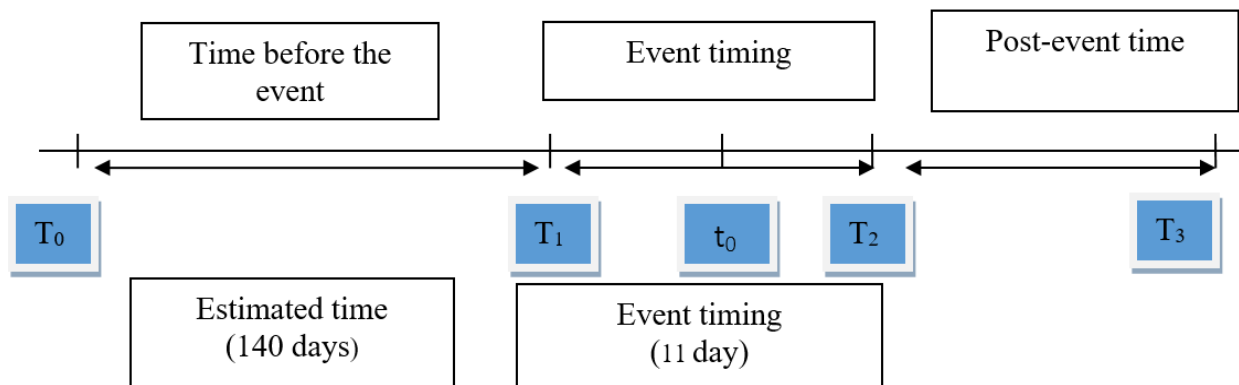 Time before the
event
Event timing
Post-event time
T₀
T₁
t₀
T₂
T₃
Estimated time
(140 days)
Event timing
(11 day)